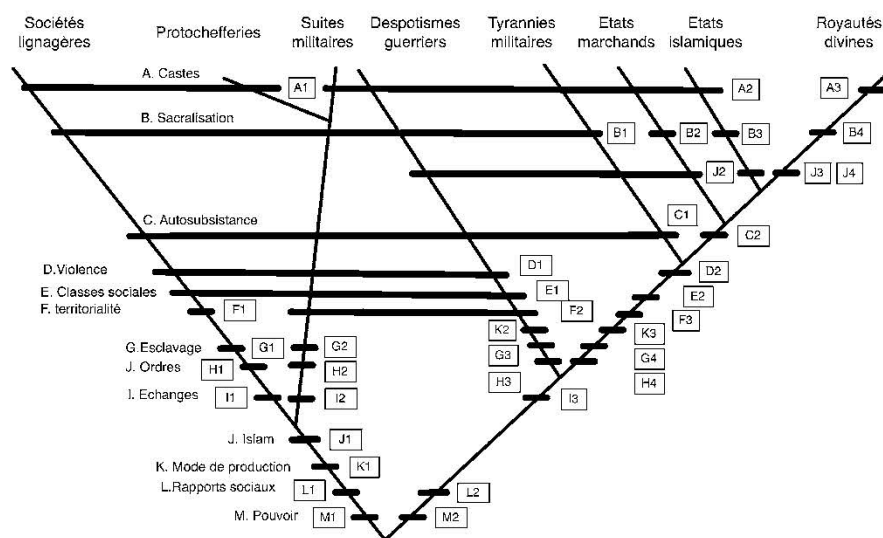 Sociétés lignagères
Protochefferies
Suites militaires
Despotismes guerriers
Tyrannies militaires
Etats marchands
Etats islamiques
Royautés divines
A. Castes
A1
A2
A3
B. Sacralisation
B1
B2
B3
B4
J2
J3
J4
C. Autosubsistance
C1
C2
D.Violence
D1
D2
E. Classes sociales
E1
E2
F. territorialité
F1
F2
F3
K2
K3
G.Esclavage
G1
G2
G3
G4
J. Ordres
H1
H2
H3
H4
I. Echanges
I1
I2
I3
J. Islam
J1
K. Mode de production
K1
L.Rapports sociaux
L1
L2
M. Pouvoir
M1
M2